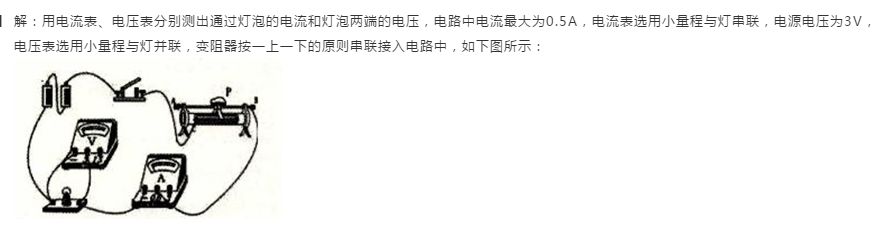 解：用电流表、电压表分别测出通过灯泡的电流和灯泡两端的电压，电路中电流最大为0.5A，电流表选用小量程与灯串联，电源电压为3V，
电压表选用小量程与灯并联，变阻器按一上一下的原则串联接入电路中，如下图所示：
P
V
A